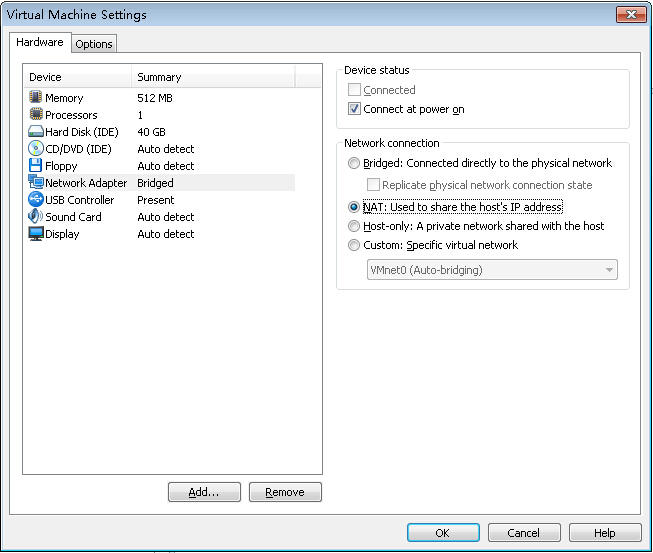 Virtual Machine Settings
Hardware
Options
Device Summary
Memory 512 MB
Processors 1
Hard Disk (IDE) 40 GB
CD/DVD (IDE) Auto detect
Floppy Auto detect
Network Adapter Bridged
USB Controller Present
Sound Card Auto detect
Display Auto detect
Add...
Remove
Device status
Connected
Connect at power on
Network connection
Bridged: Connected directly to the physical network
Replicate physical network connection state
NAT: Used to share the host's IP address
Host-only: A private network shared with the host
Custom: Specific virtual network
VMnet0 (Auto-bridging)
OK
Cancel
Help